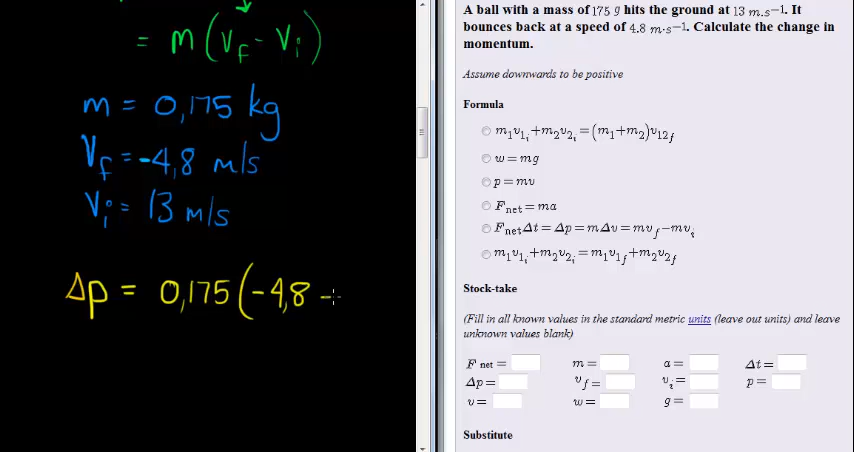 = m(vf - vi)
m = 0,175 kg
vf = -4,8 m/s
vi = 13 m/s
Δp = 0,175(-4,8 -
A ball with a mass of 175 g hits the ground at 13 m.s−1. It
bounces back at a speed of 4.8 m·s−1. Calculate the change in
momentum.
Assume downwards to be positive
Formula
m₁v₁ᵢ+m₂v₂ᵢ=(m₁+m₂)v₁₂f
w=mg
p=mv
Fnet=ma
FnetΔt=Δp=mΔv=mvf−mvi
m₁v₁ᵢ+m₂v₂ᵢ=m₁v₁f+m₂v₂f
Stock-take
(Fill in all known values in the standard metric units (leave out units) and leave
unknown values blank)
F net = m= a= Δt=
Δp= vf= vi= p=
v= w= g=
Substitute